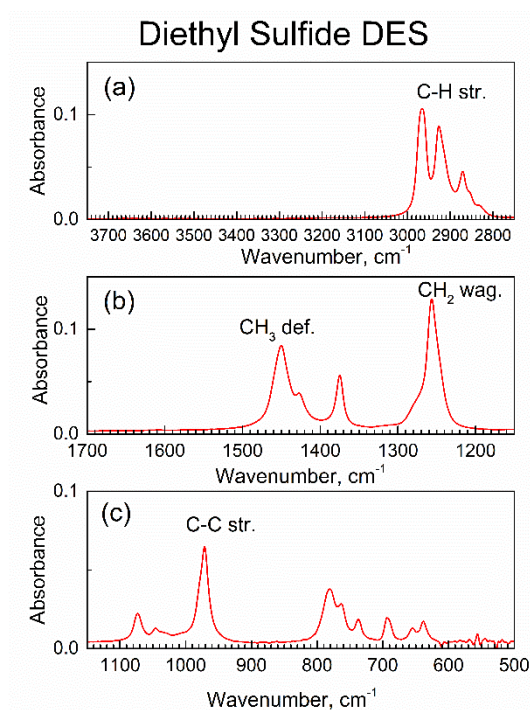 Diethyl Sulfide DES
(a)
C-H str.
Absorbance
0.1
0.0
3700 3600 3500 3400 3300 3200 3100 3000 2900 2800
Wavenumber, cm-1
(b)
CH3 def.
CH2 wag.
Absorbance
0.1
0.0
1700 1600 1500 1400 1300 1200
Wavenumber, cm-1
(c)
C-C str.
Absorbance
0.1
0.0
1100 1000 900 800 700 600 500
Wavenumber, cm-1